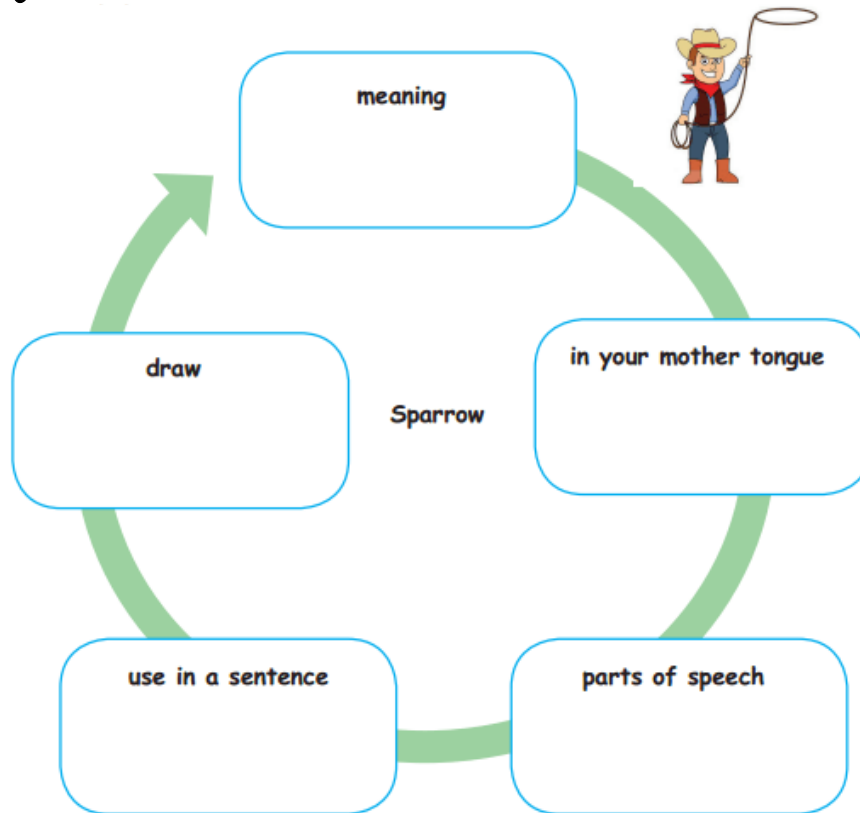 meaning
in your mother tongue
draw
Sparrow
use in a sentence
parts of speech